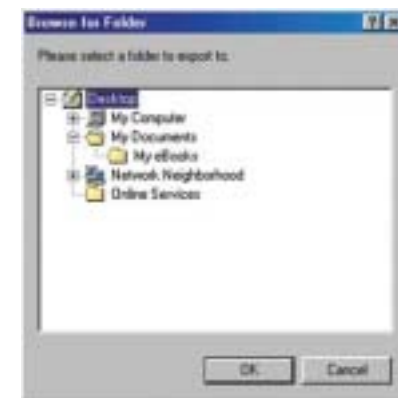 Browse for Folder
Please select a folder to export to.
Desktop
My Computer
My Documents
My eBooks
Network Neighborhood
Online Services
OK
Cancel